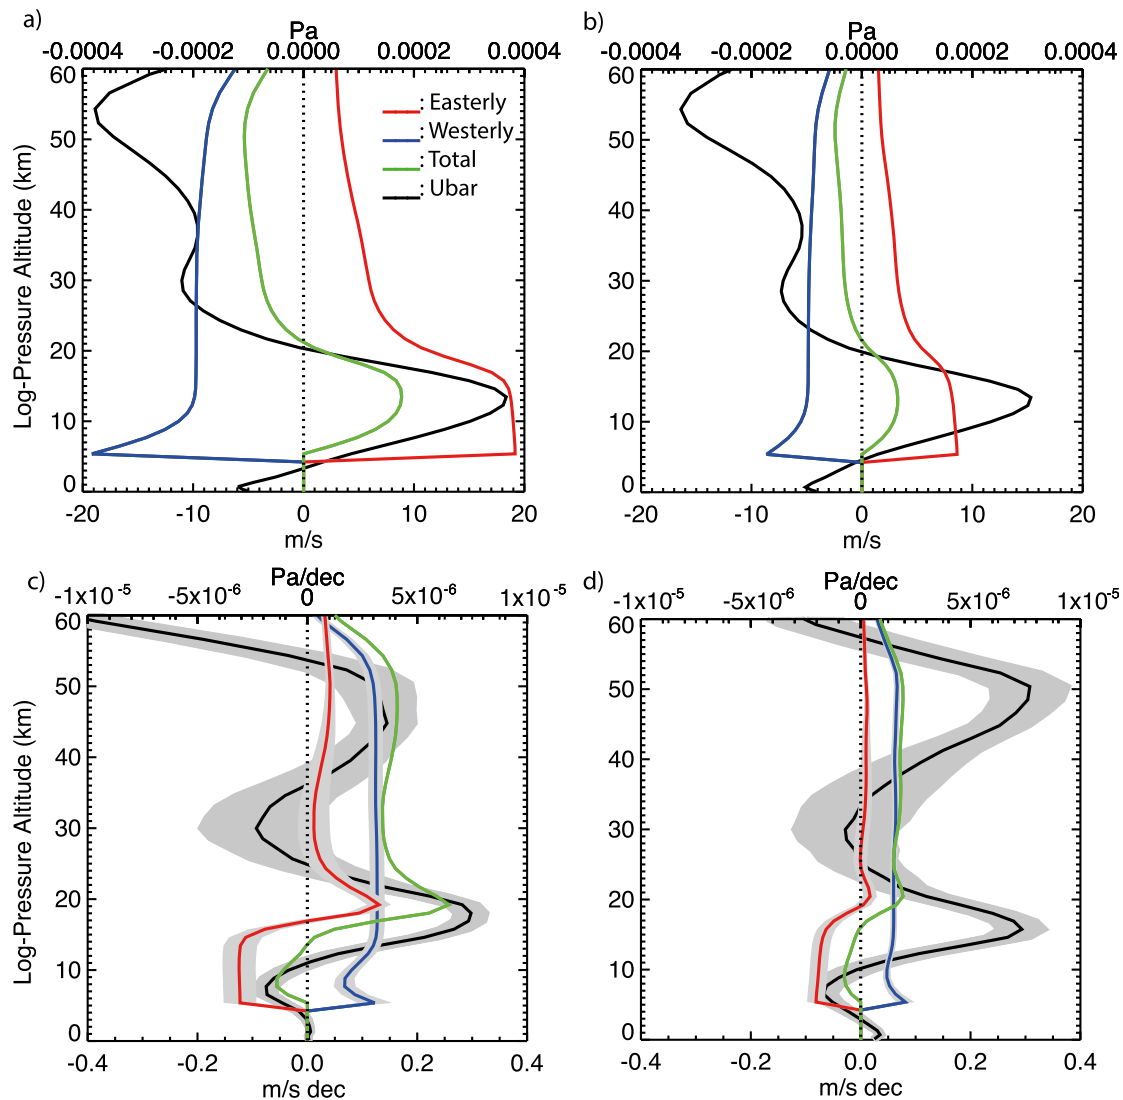 a)
Pa
-0.0004 -0.0002 0.0000 0.0002 0.0004
60
50
40
30
20
10
0
Log-Pressure Altitude (km)
: Easterly
: Westerly
: Total
: Ubar
-20 -10 0 10 20
m/s
b)
Pa
-0.0004 -0.0002 0.0000 0.0002 0.0004
60
50
40
30
20
10
0
-20 -10 0 10 20
m/s
c)
Pa/dec
-1x10⁻⁵ -5x10⁻⁶ 0 5x10⁻⁶ 1x10⁻⁵
60
50
40
30
20
10
0
Log-Pressure Altitude (km)
-0.4 -0.2 0.0 0.2 0.4
m/s dec
d)
Pa/dec
-1x10⁻⁵ -5x10⁻⁶ 0 5x10⁻⁶ 1x10⁻⁵
60
50
40
30
20
10
0
-0.4 -0.2 0.0 0.2 0.4
m/s dec